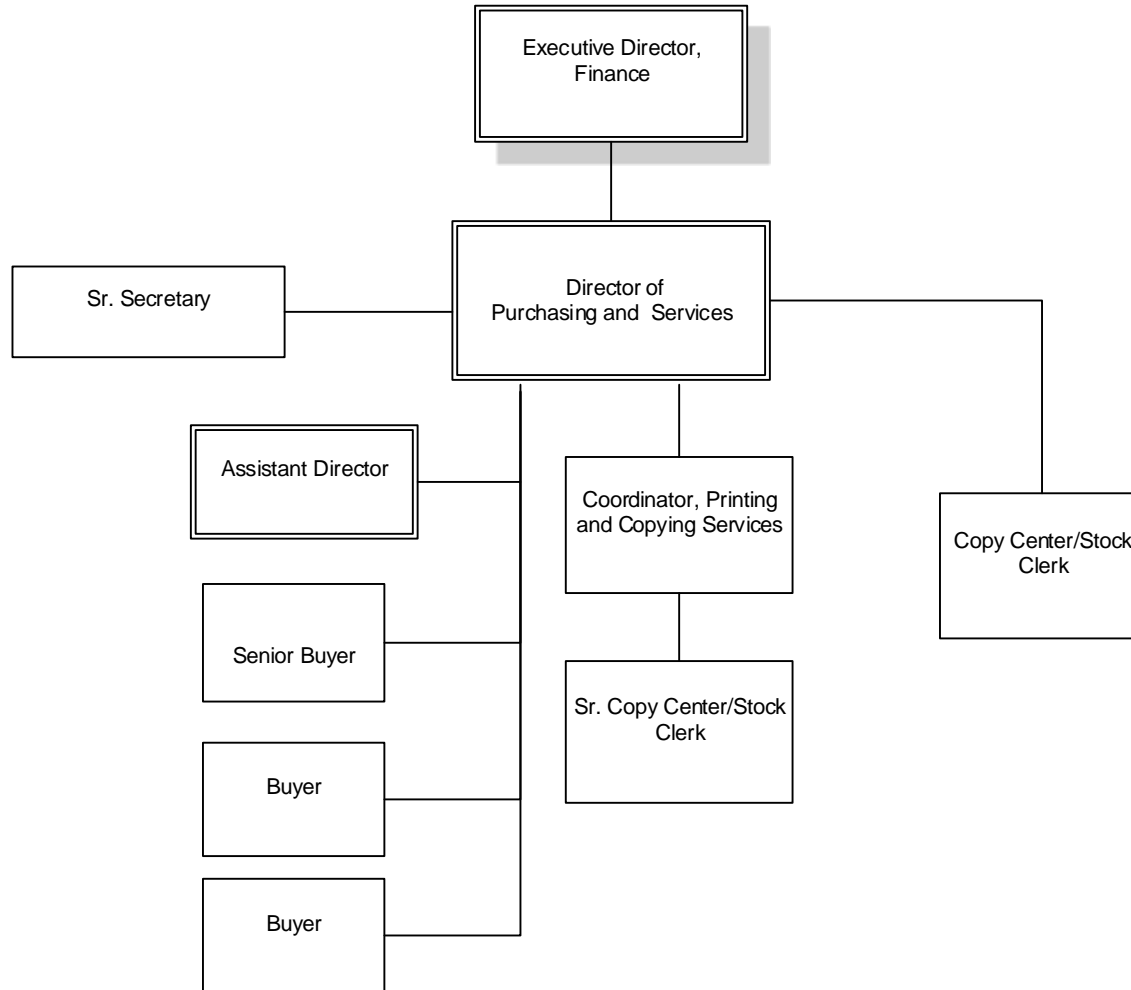 Executive Director,
Finance
Director of
Purchasing and Services
Sr. Secretary
Assistant Director
Coordinator, Printing
and Copying Services
Copy Center/Stock
Clerk
Senior Buyer
Sr. Copy Center/Stock
Clerk
Buyer
Buyer